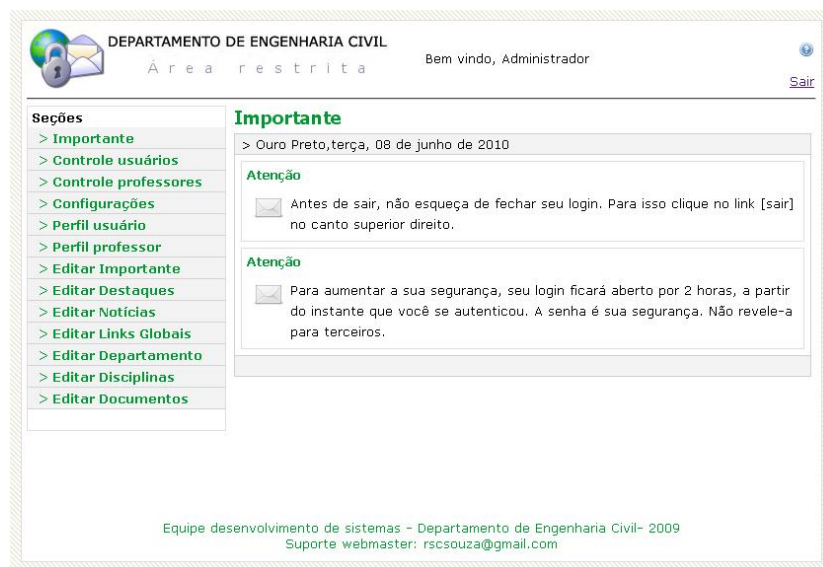 DEPARTAMENTO DE ENGENHARIA CIVIL
Área restrita
Bem vindo, Administrador
Sair
Seções
> Importante
> Controle usuários
> Controle professores
> Configurações
> Perfil usuário
> Perfil professor
> Editar Importante
> Editar Destaques
> Editar Notícias
> Editar Links Globais
> Editar Departamento
> Editar Disciplinas
> Editar Documentos
Importante
> Ouro Preto,terça, 08 de junho de 2010
Atenção
Antes de sair, não esqueça de fechar seu login. Para isso clique no link [sair]
no canto superior direito.
Atenção
Para aumentar a sua segurança, seu login ficará aberto por 2 horas, a partir
do instante que você se autenticou. A senha é sua segurança. Não revele-a
para terceiros.
Equipe desenvolvimento de sistemas - Departamento de Engenharia Civil- 2009
Suporte webmaster: rscsouza@gmail.com